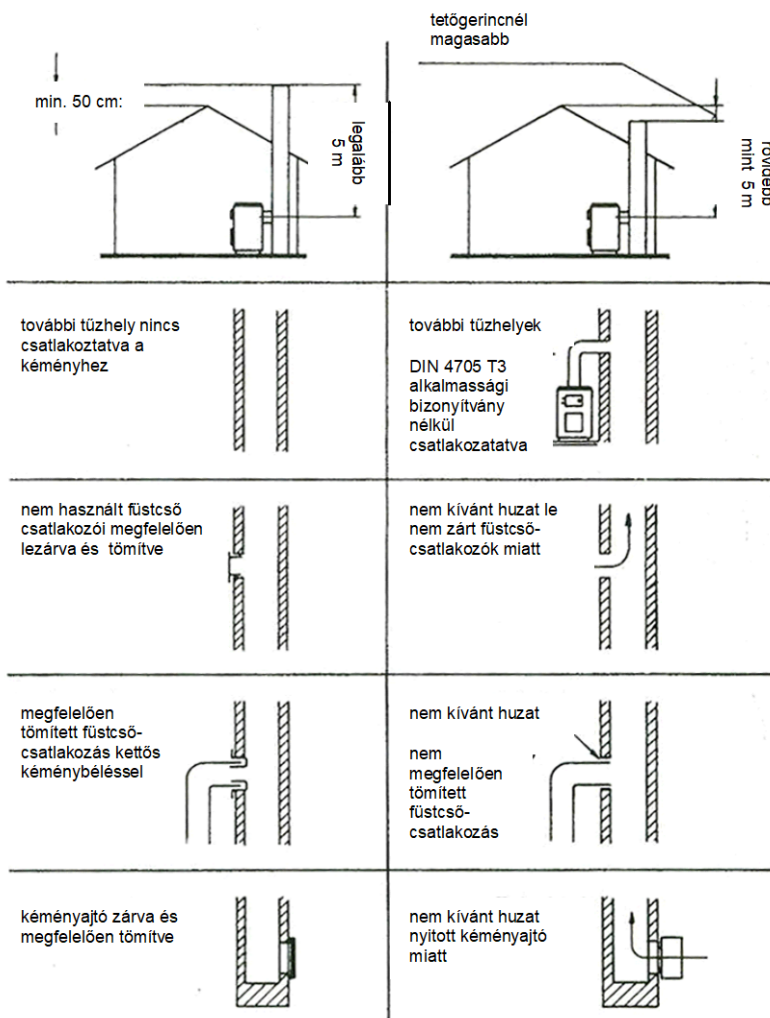 min. 50 cm:
legalább
5 m
tetőgerincnél
magasabb
rövidebb
mint 5 m
további tűzhely nincs
csatlakoztatva a
kéményhez
további tűzhelyek
DIN 4705 T3
alkalmassági
bizonyítvány
nélkül
csatlakozatatva
nem használt füstcső
csatlakozói megfelelően
lezárva és tömítve
nem kívánt huzat le
nem zárt füstcső-
csatlakozók miatt
megfelelően
tömített füstcső-
csatlakozás kettős
kéménybéléssel
nem kívánt huzat
nem
megfelelően
tömített
füstcső-
csatlakozás
kéményajtó zárva és
megfelelően tömítve
nem kívánt huzat
nyitott kéményajtó
miatt